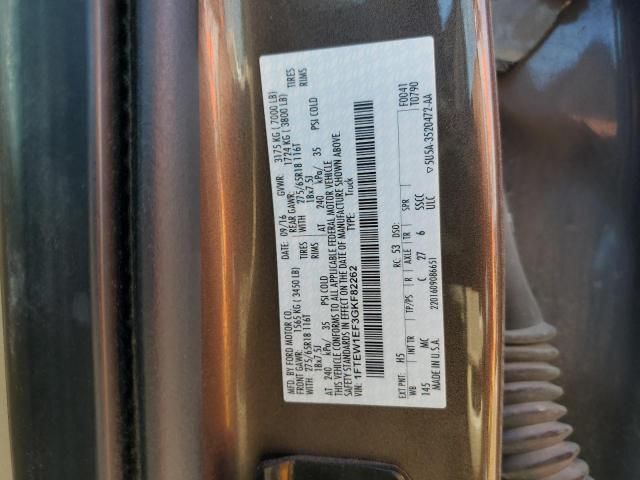 MFD. BY FORD MOTOR CO.
DATE: 09/16 GVWR: 3175 KG ( 7000 LB)
FRONT GAWR: 1565 KG ( 3450 LB)
REAR GAWR: 1724 KG ( 3800 LB)
WITH 275/65R18 116T TIRES
WITH 275/65R18 116T TIRES
18x7.5J RIMS
18x7.5J RIMS
AT 240 kPa/ 35 PSI COLD
AT 240 kPa/ 35 PSI COLD
THIS VEHICLE CONFORMS TO ALL APPLICABLE FEDERAL MOTOR VEHICLE
SAFETY STANDARDS IN EFFECT ON THE DATE OF MANUFACTURE SHOWN ABOVE.
VIN: 1FTEW1EF3GKF82262
TYPE: Truck
F0041
T0790
EXT PNT: H5 RC: 53 DSO:
WB INT TR TP/PS R AXLE TR SPR
145 MC C 27 6 SSCC
ULC
MADE IN U.S.A. 2201609086651
5U5A-3520472-AA